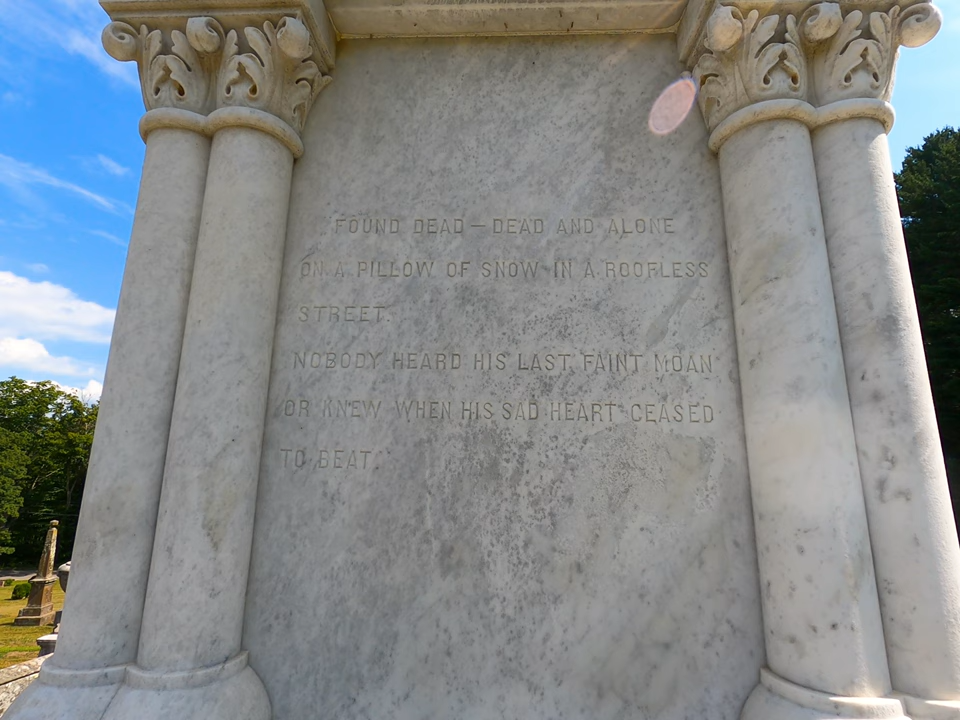 FOUND DEAD — DEAD AND ALONE
ON A PILLOW OF SNOW IN A ROOFLESS
STREET.
NOBODY HEARD HIS LAST FAINT MOAN
OR KNEW WHEN HIS SAD HEART CEASED
TO BEAT.